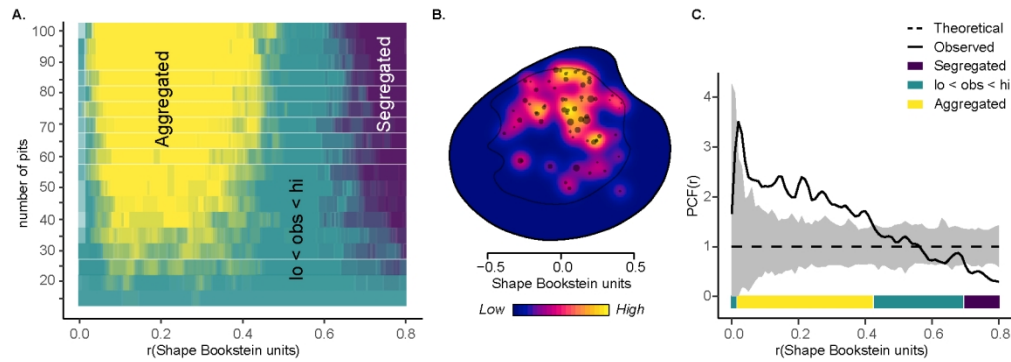 A.
number of pits
100
90
80
70
60
50
40
30
20
Aggregated
lo < obs < hi
Segregated
0.0 0.2 0.4 0.6 0.8
r(Shape Bookstein units)
B.
−0.5 0.0 0.5
Shape Bookstein units
Low High
C.
Theoretical
Observed
Segregated
lo < obs < hi
Aggregated
PCF(r)
4
3
2
1
0
0.0 0.2 0.4 0.6 0.8
r(Shape Bookstein units)